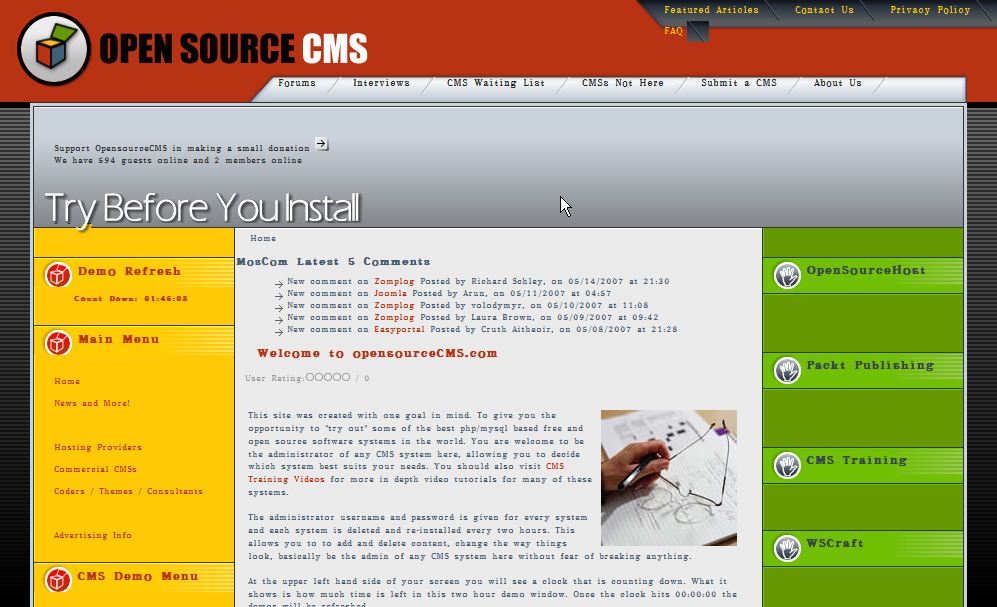 Featured Articles
Contact Us
Privacy Policy
FAQ
OPEN SOURCE CMS
Forums
Interviews
CMS Waiting List
CMSs Not Here
Submit a CMS
About Us
Support OpensourceCMS in making a small donation
We have 594 guests online and 2 members online
Try Before You Install
Demo Refresh
Count Down: 01:46:08
Main Menu
Home
News and More!
Hosting Providers
Commercial CMSs
Coders / Themes / Consultants
Advertising Info
CMS Demo Menu
Home
MosCom Latest 5 Comments
New comment on Zomplog Posted by Richard Sohley, on 05/14/2007 at 21:30
New comment on Joomla Posted by Arun, on 05/11/2007 at 04:57
New comment on Zomplog Posted by volodymyr, on 05/10/2007 at 11:08
New comment on Zomplog Posted by Laura Brown, on 05/09/2007 at 09:42
New comment on Easyportal Posted by Cruth Aitheoir, on 05/08/2007 at 21:28
Welcome to opensourceCMS.com
User Rating: / 0
This site was created with one goal in mind. To give you the
opportunity to "try out" some of the best php/mysql based free and
open source software systems in the world. You are welcome to be
the administrator of any CMS system here, allowing you to decide
which system best suits your needs. You should also visit CMS
Training Videos for more in depth video tutorials for many of these
systems.
The administrator username and password is given for every system
and each system is deleted and re-installed every two hours. This
allows you to to add and delete content, change the way things
look, basically be the admin of any CMS system here without fear of breaking anything.
At the upper left hand side of your screen you will see a clock that is counting down. What it
shows is how much time is left in this two hour demo window. Once the clock hits 00:00:00 the
demos will be refreshed.
OpenSourceHost
Packt Publishing
CMS Training
WSCraft